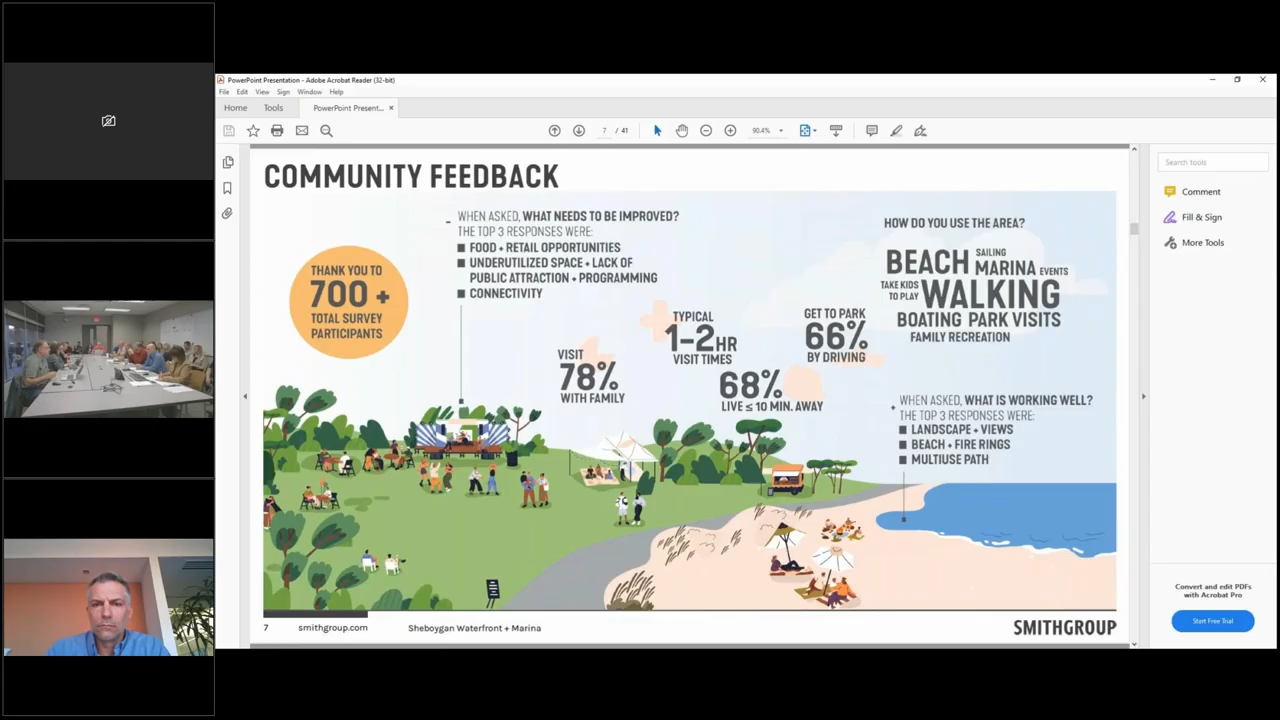 PowerPoint Presentation - Adobe Acrobat Reader (32-bit)
File Edit View Sign Window Help
Home Tools PowerPoint Present... ×
7 / 41 90.4%
Search tools
Comment
Fill & Sign
More Tools
Convert and edit PDFs
with Acrobat Pro
Start Free Trial
COMMUNITY FEEDBACK
THANK YOU TO
700 +
TOTAL SURVEY
PARTICIPANTS
WHEN ASKED, WHAT NEEDS TO BE IMPROVED?
THE TOP 3 RESPONSES WERE:
FOOD + RETAIL OPPORTUNITIES
UNDERUTILIZED SPACE + LACK OF
PUBLIC ATTRACTION + PROGRAMMING
CONNECTIVITY
VISIT
78%
WITH FAMILY
TYPICAL
1–2HR
VISIT TIMES
68%
LIVE ≤ 10 MIN. AWAY
GET TO PARK
66%
BY DRIVING
HOW DO YOU USE THE AREA?
BEACH SAILING
MARINA EVENTS
TAKE KIDS
TO PLAY WALKING
BOATING PARK VISITS
FAMILY RECREATION
WHEN ASKED, WHAT IS WORKING WELL?
THE TOP 3 RESPONSES WERE:
LANDSCAPE + VIEWS
BEACH + FIRE RINGS
MULTIUSE PATH
7 smithgroup.com Sheboygan Waterfront + Marina SMITHGROUP